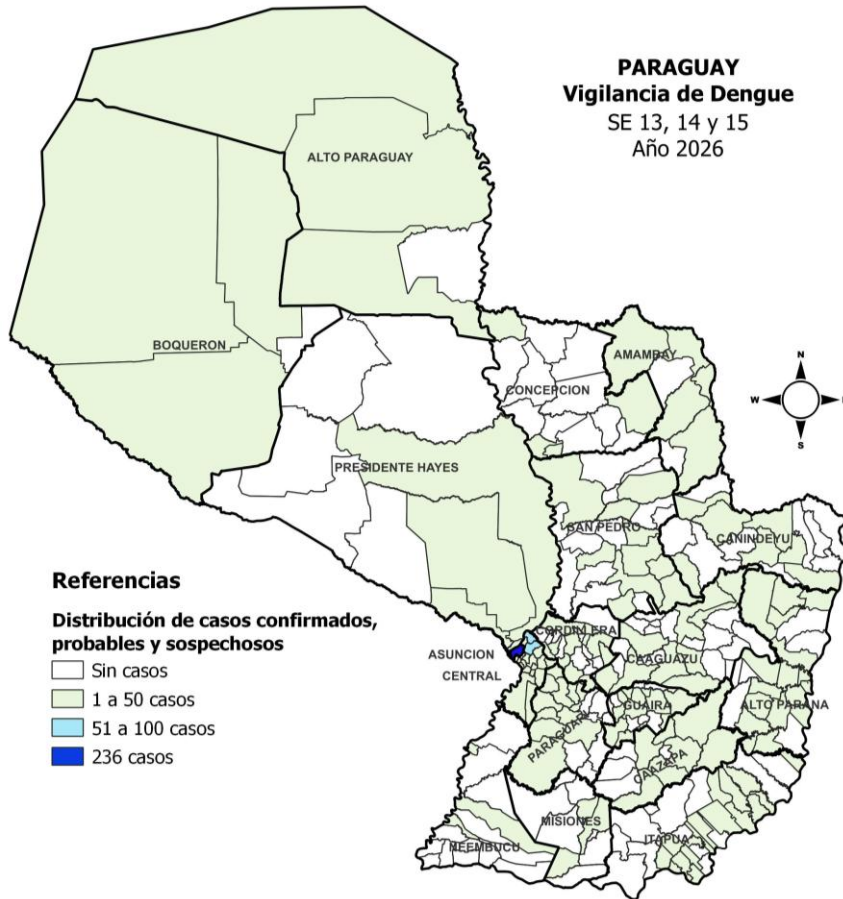 PARAGUAY
Vigilancia de Dengue
SE 13, 14 y 15
Año 2026
ALTO PARAGUAY
BOQUERON
AMAMBAY
CONCEPCION
N
W
E
S
PRESIDENTE HAYES
SAN PEDRO
CANINDEYU
Referencias
Distribución de casos confirmados,
probables y sospechosos
Sin casos
1 a 50 casos
51 a 100 casos
236 casos
CORDILLERA
ASUNCION
CENTRAL
CAAGUAZU
GUAIRA
ALTO PARANA
PARAGUARI
CAAZAPA
MISIONES
ITAPUA
ÑEEMBUCU